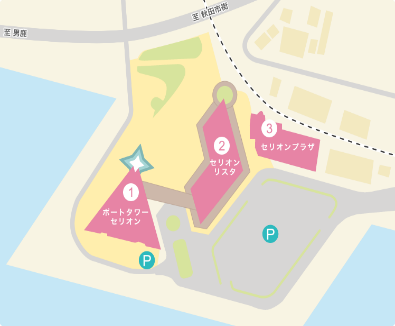 至 秋田市街
至 男鹿
3
セリオンプラザ
2
セリオン
リスタ
1
ポートタワー
セリオン
P
P